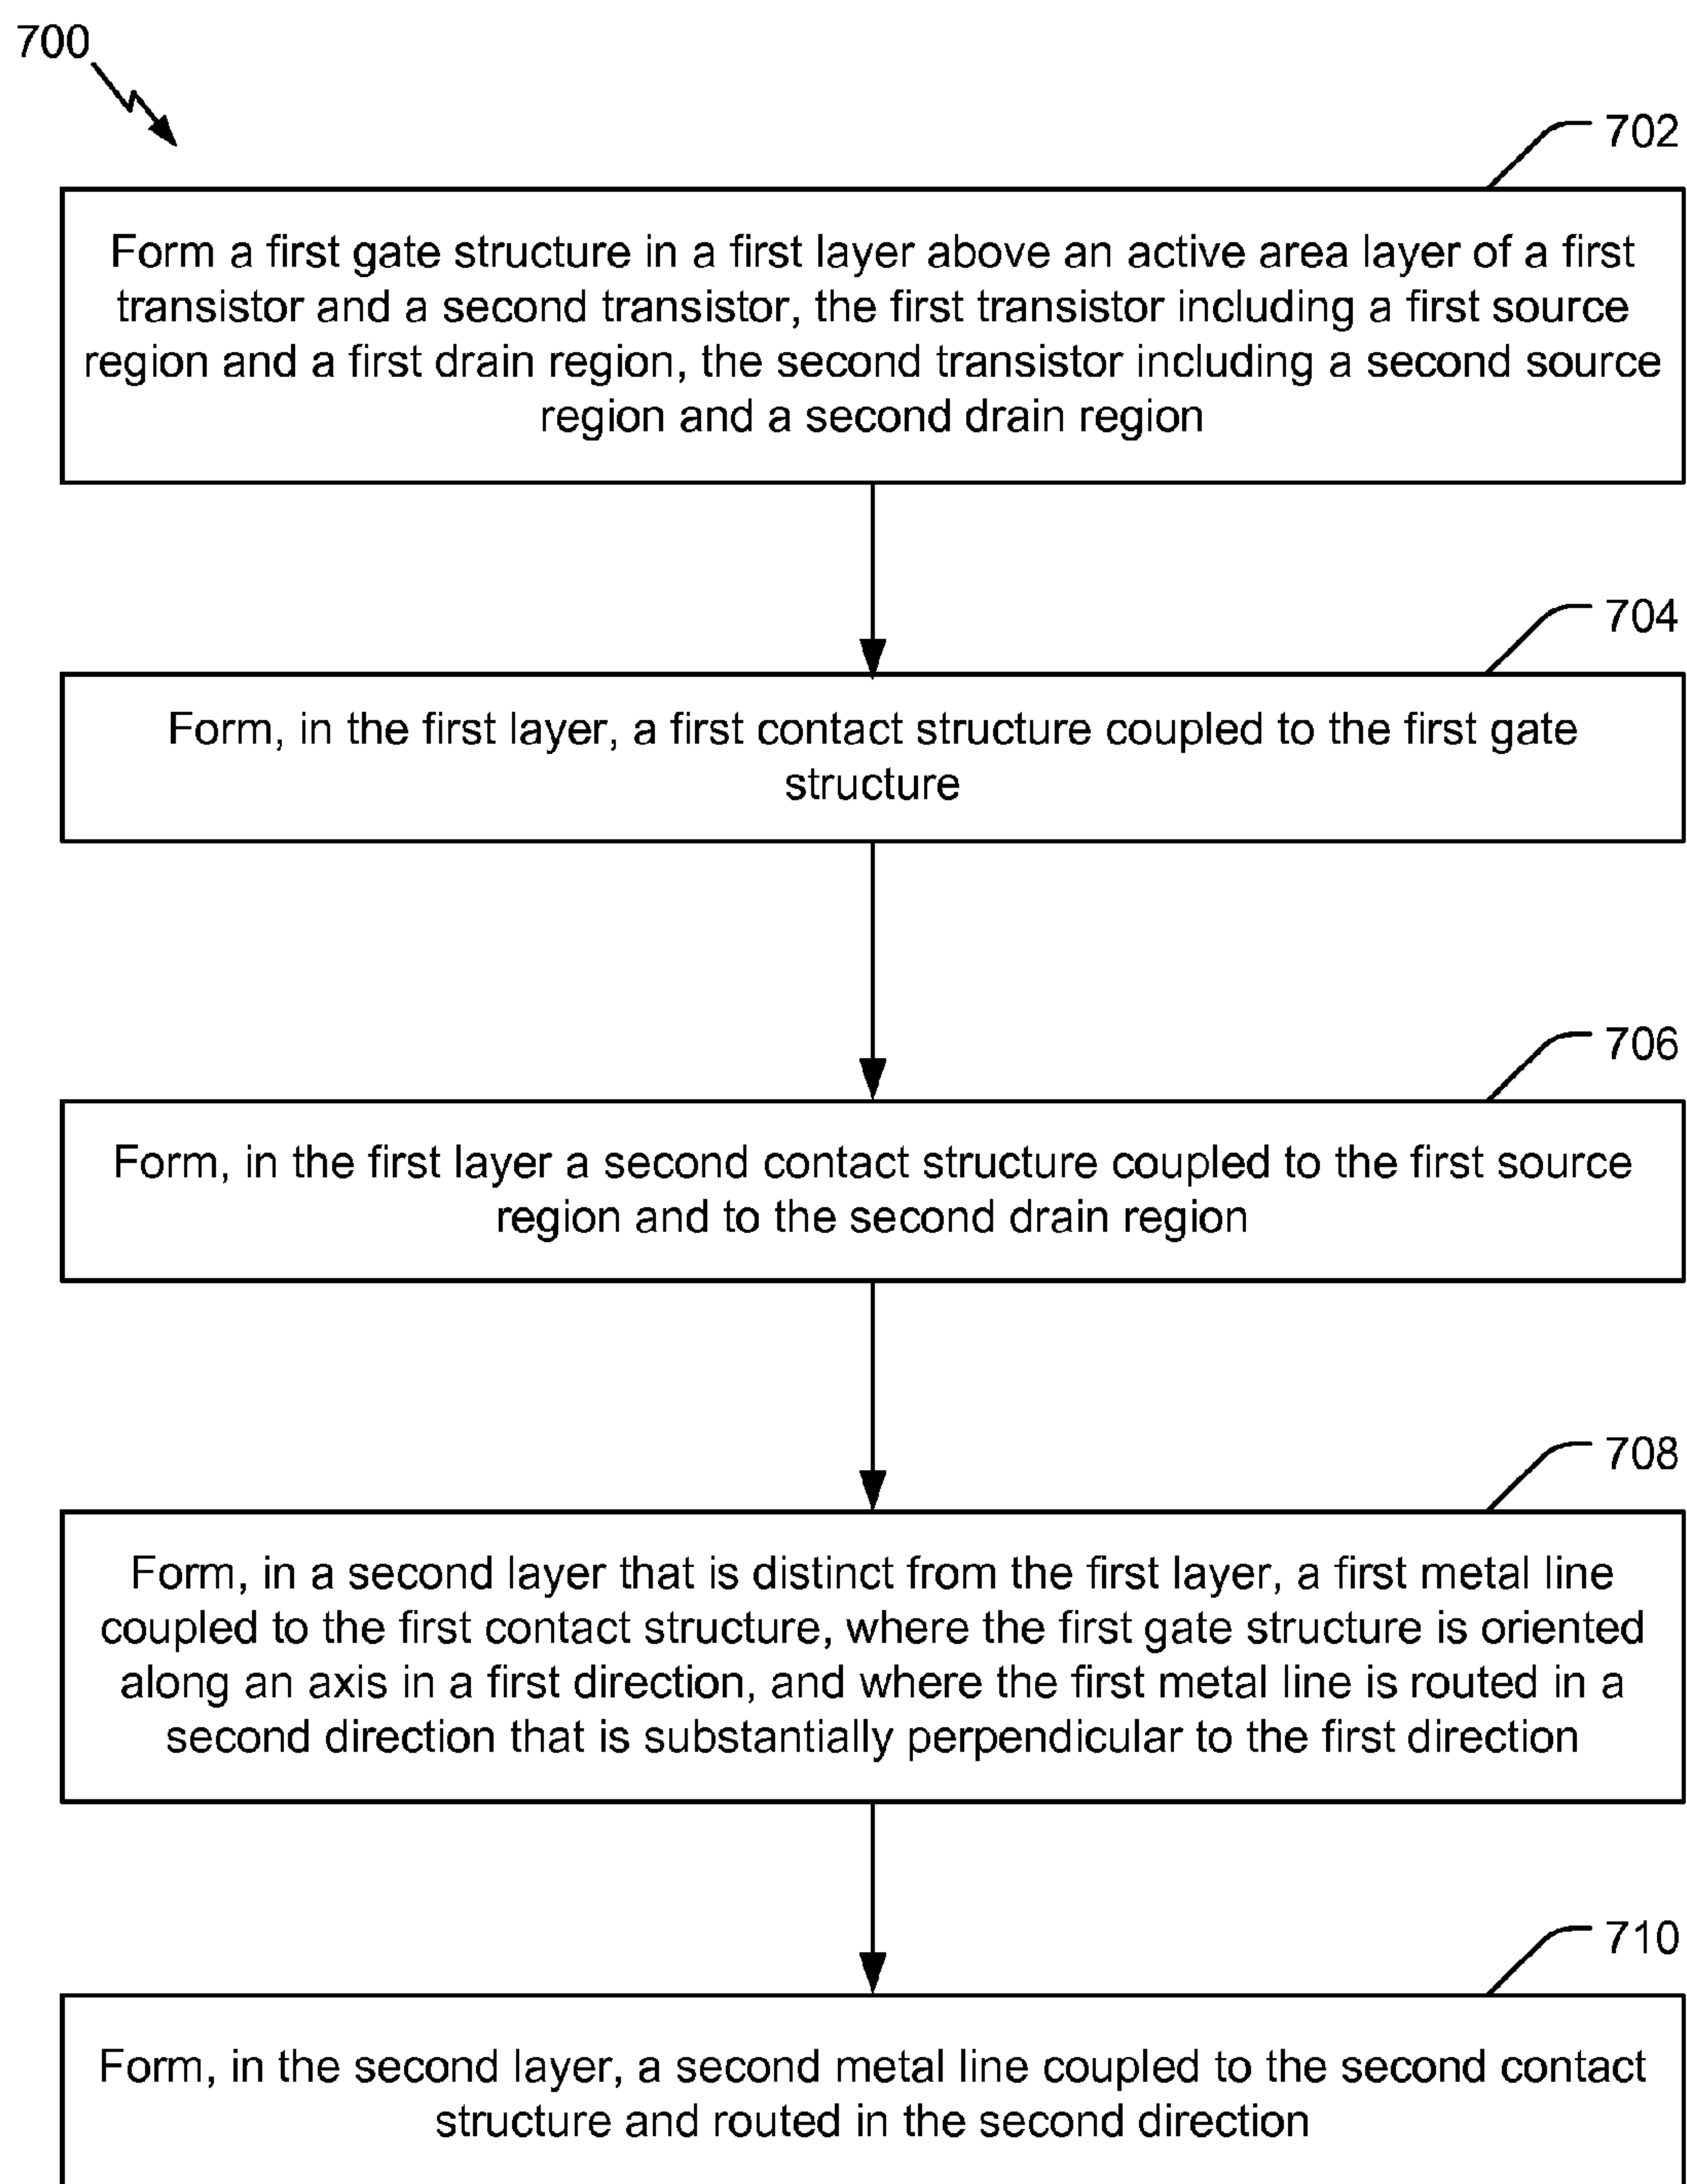 700
702
Form a first gate structure in a first layer above an active area layer of a first
transistor and a second transistor, the first transistor including a first source
region and a first drain region, the second transistor including a second source
region and a second drain region
704
Form, in the first layer, a first contact structure coupled to the first gate
structure
706
Form, in the first layer a second contact structure coupled to the first source
region and to the second drain region
708
Form, in a second layer that is distinct from the first layer, a first metal line
coupled to the first contact structure, where the first gate structure is oriented
along an axis in a first direction, and where the first metal line is routed in a
second direction that is substantially perpendicular to the first direction
710
Form, in the second layer, a second metal line coupled to the second contact
structure and routed in the second direction